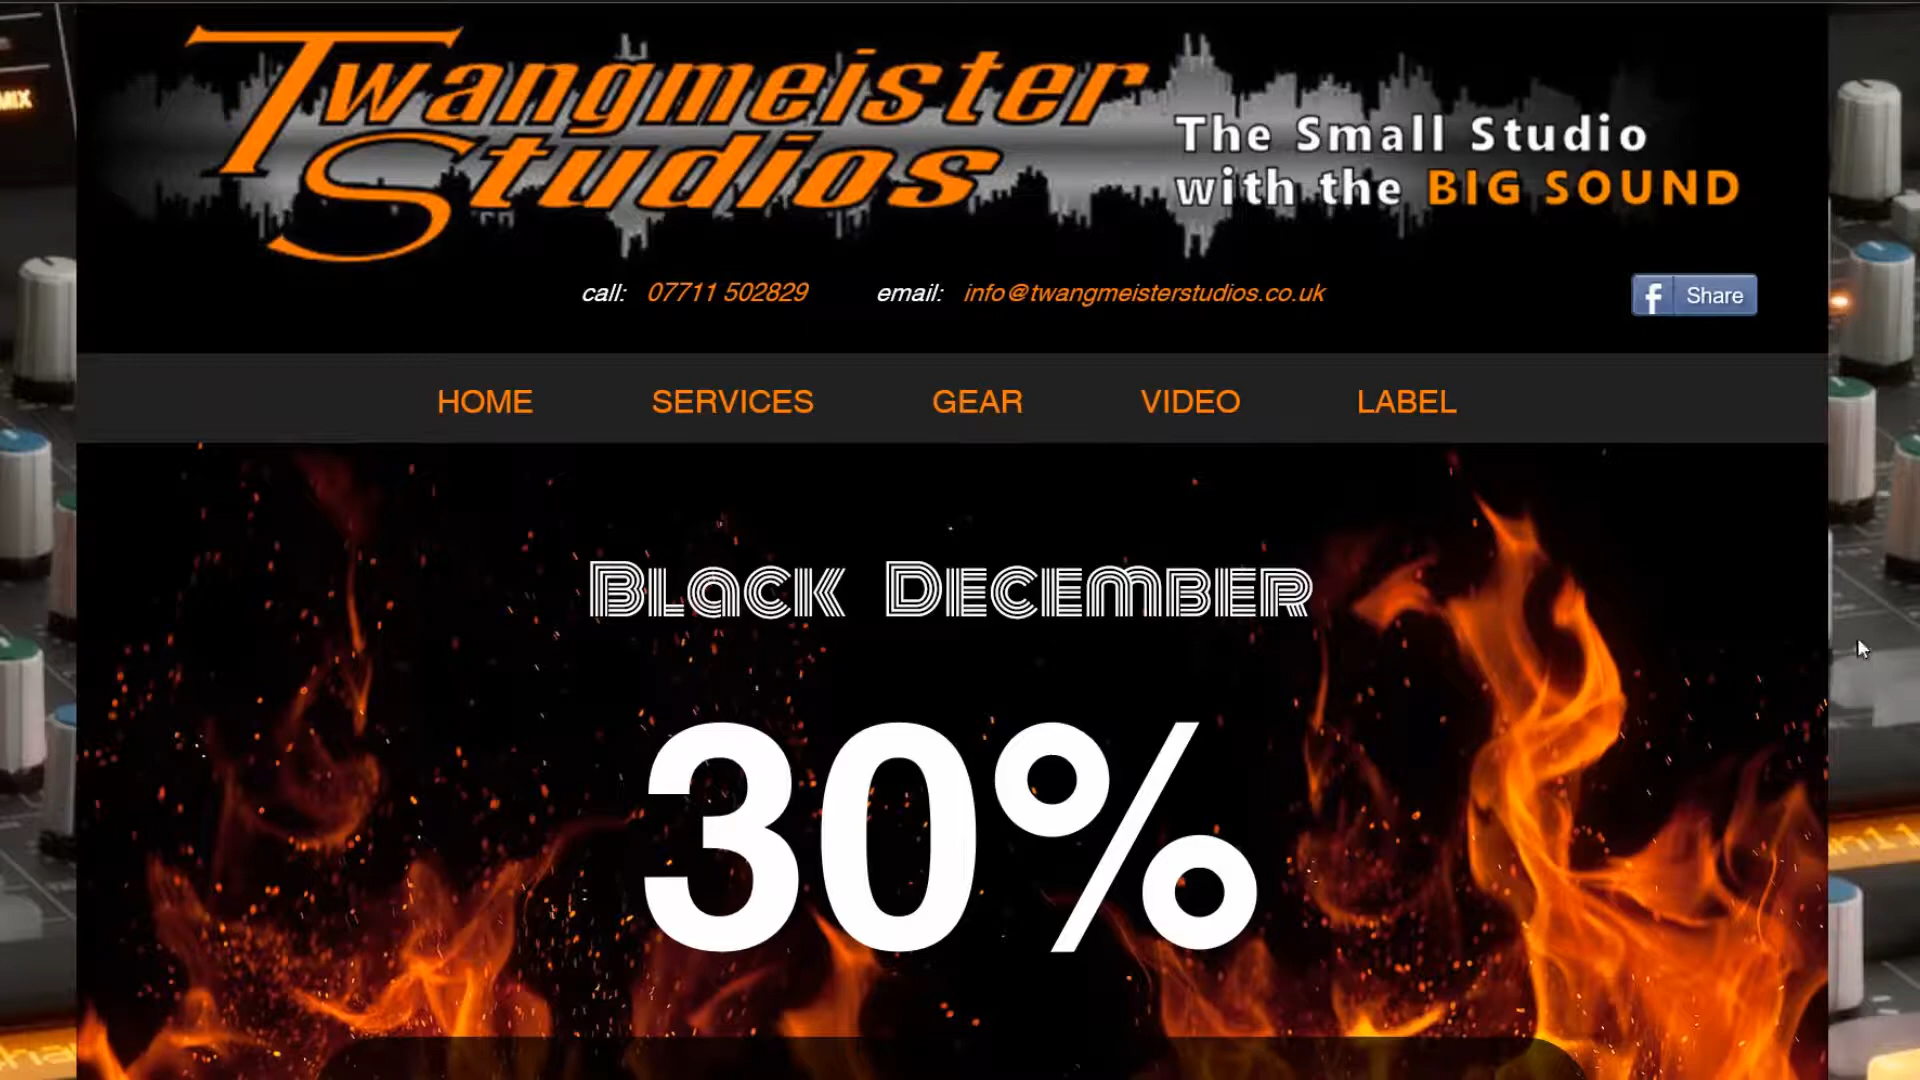 Twangmeister
Studios
The Small Studio
with the BIG SOUND
call: 07711 502829 email: info@twangmeisterstudios.co.uk
f Share
HOME SERVICES GEAR VIDEO LABEL
Black December
30%
MIX